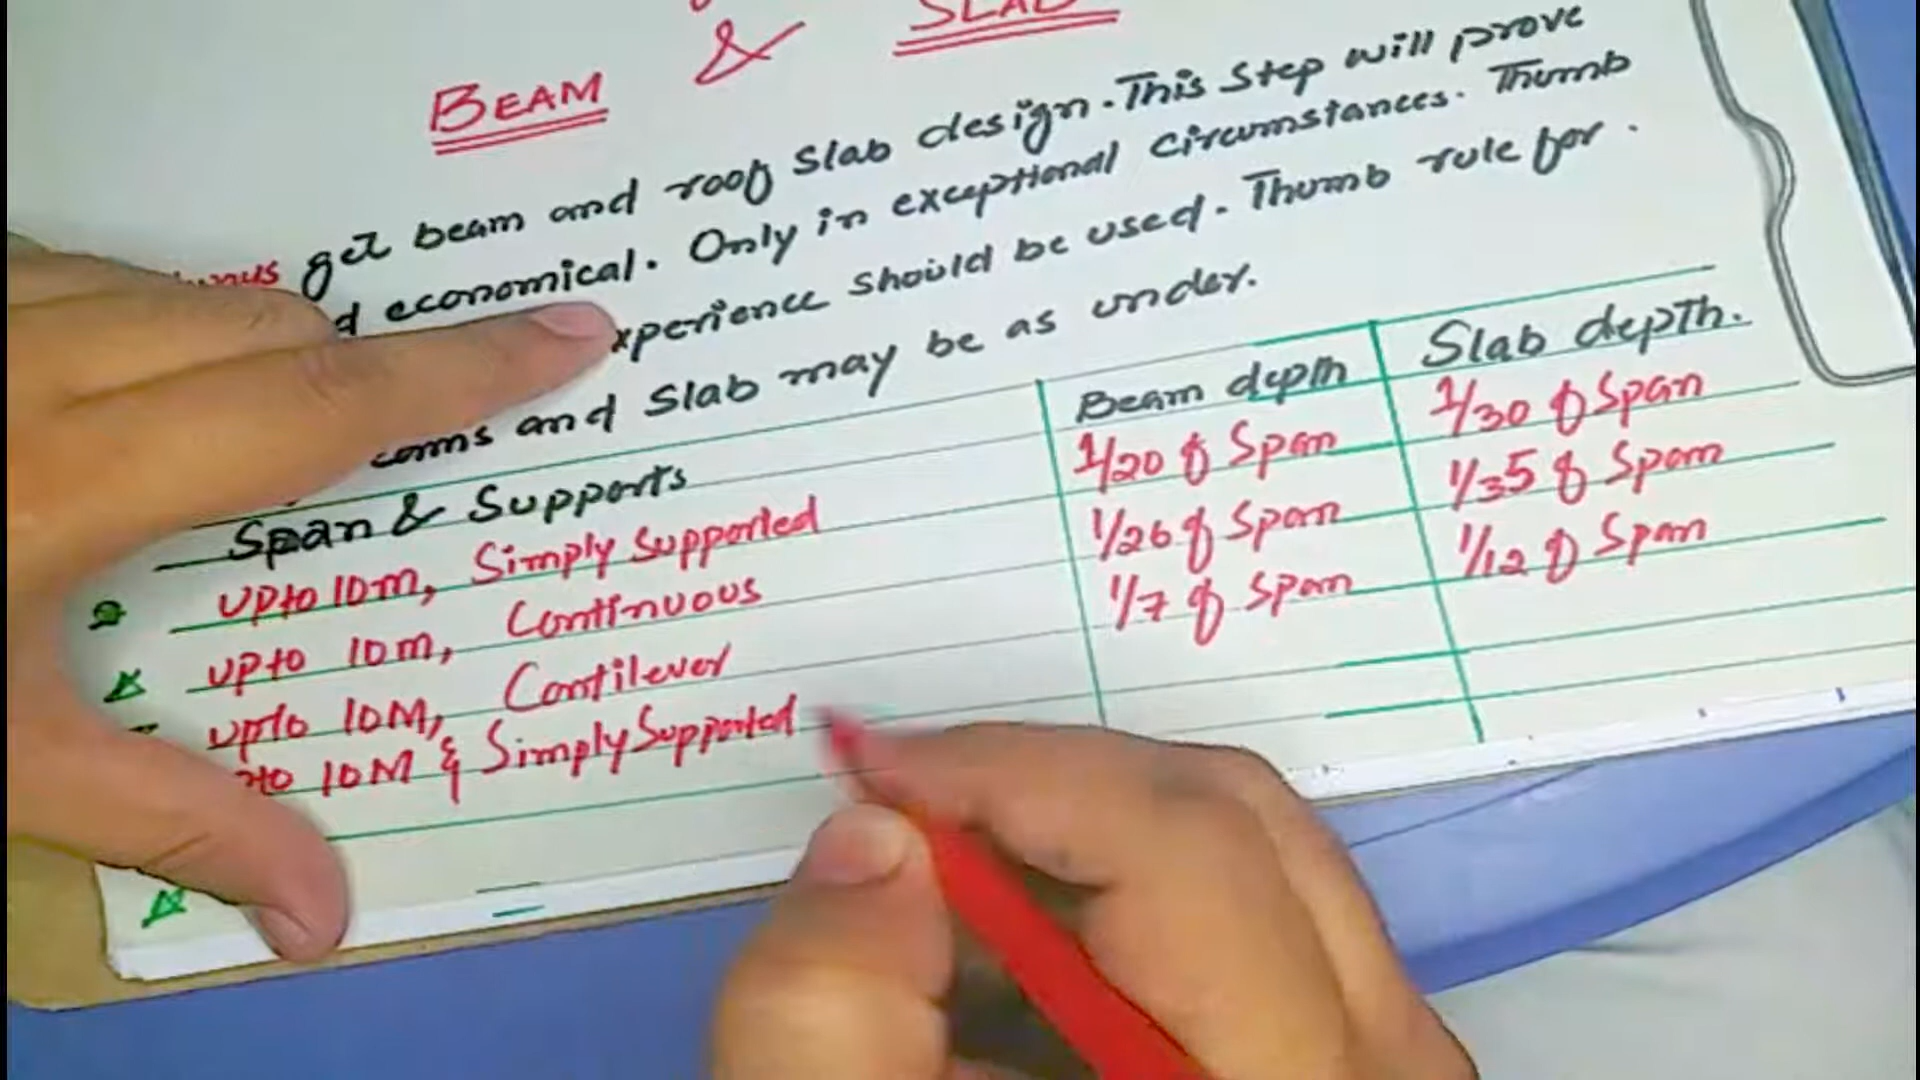 & SLAB
BEAM
get beam and roof slab design. This step will prove
economical. Only in exceptional circumstances. Thumb
xperience should be used. Thumb rule for.
and Slab may be as under.
Span & Supports Beam depth Slab depth.
upto 10m, Simply Supported 1/20 of Span 1/30 of Span
upto 10m, Continuous 1/26 of Span 1/35 of Span
upto 10M, Cantilever 1/7 of Span 1/12 of Span
10M & Simply Supported